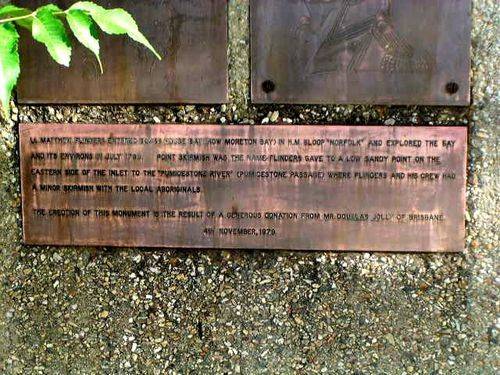 Lt. MATTHEW FLINDERS ENTERED HOUSE BAY (NOW MORETON BAY) IN H.M. SLOOP "NORFOLK" AND EXPLORED THE BAY
AND ITS ENVIRONS IN JULY 1799. POINT SKIRMISH WAS THE NAME FLINDERS GAVE TO A LOW SANDY POINT ON THE
EASTERN SIDE OF THE INLET TO THE "PUMICESTONE RIVER" (PUMICESTONE PASSAGE) WHERE FLINDERS AND HIS CREW HAD
A MINOR SKIRMISH WITH THE LOCAL ABORIGINALS.
THE ERECTION OF THIS MONUMENT IS THE RESULT OF A GENEROUS DONATION FROM MR. DOUGLAS JOLLY OF BRISBANE.
4th NOVEMBER, 1979.